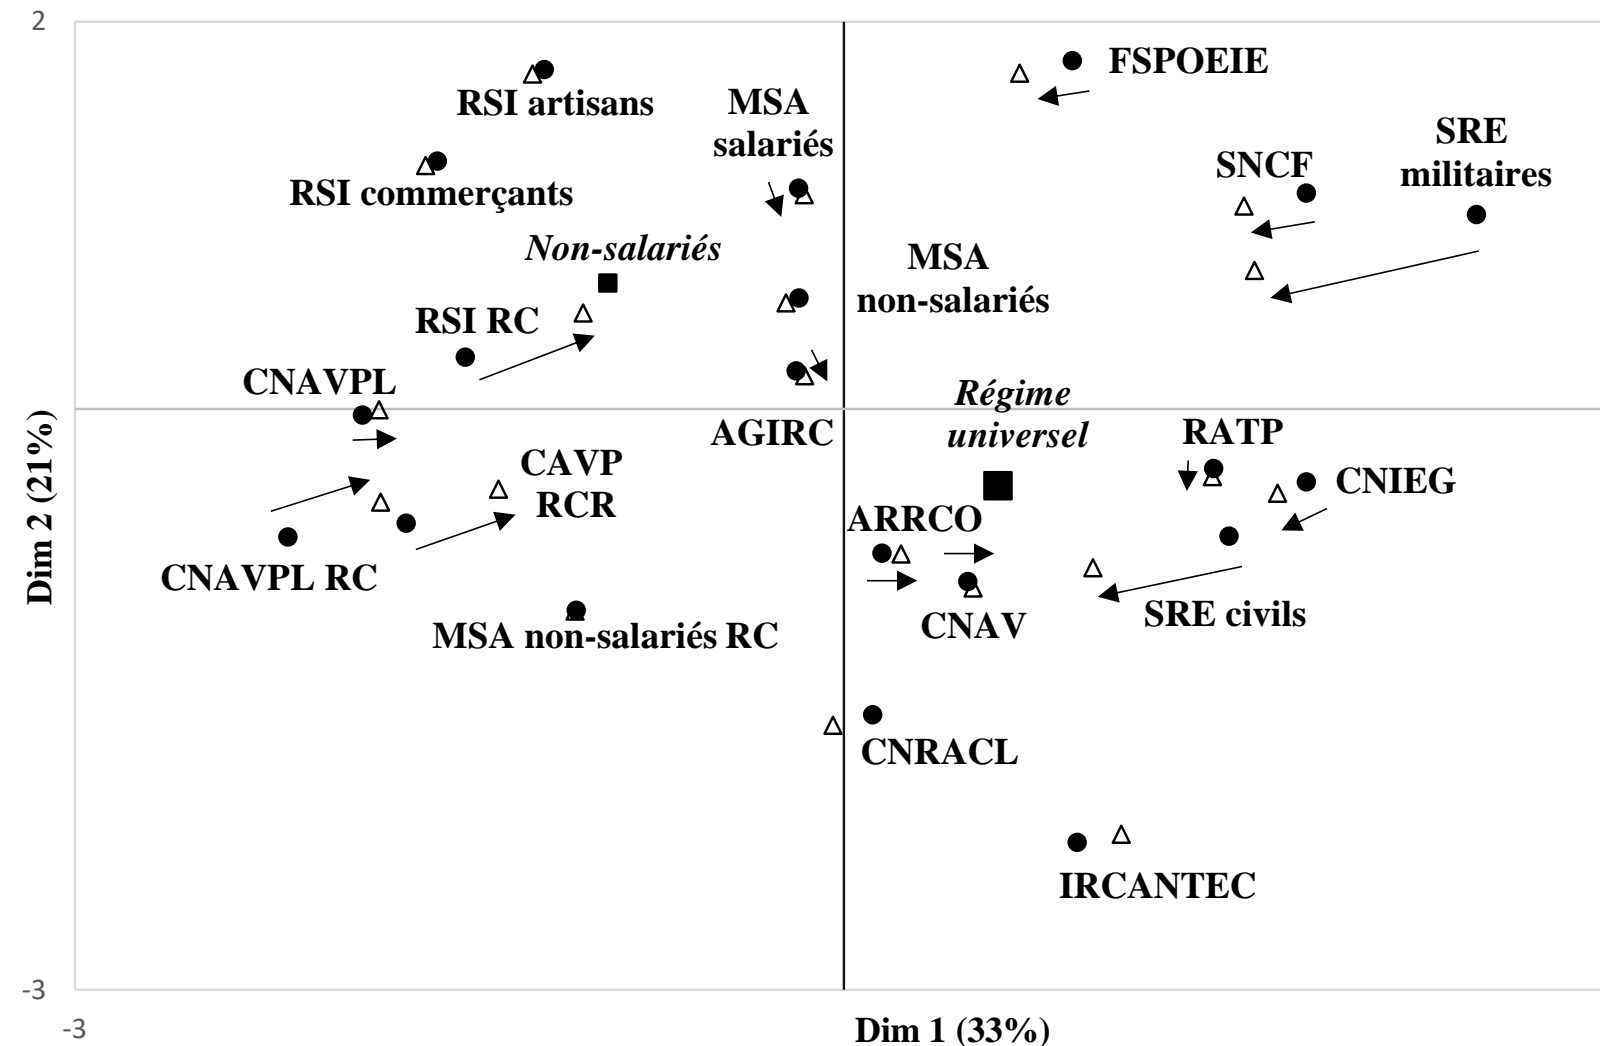 2
FSPOEIE
RSI artisans
MSA
salariés
SRE
militaires
SNCF
RSI commerçants
Non-salariés
MSA
non-salariés
RSI RC
CNAVPL
Régime
universel
AGIRC
RATP
CAVP
RCR
CNIEG
ARRCO
Dim 2 (21%)
CNAVPL RC
SRE civils
CNAV
MSA non-salariés RC
CNRACL
IRCANTEC
-3
-3
Dim 1 (33%)